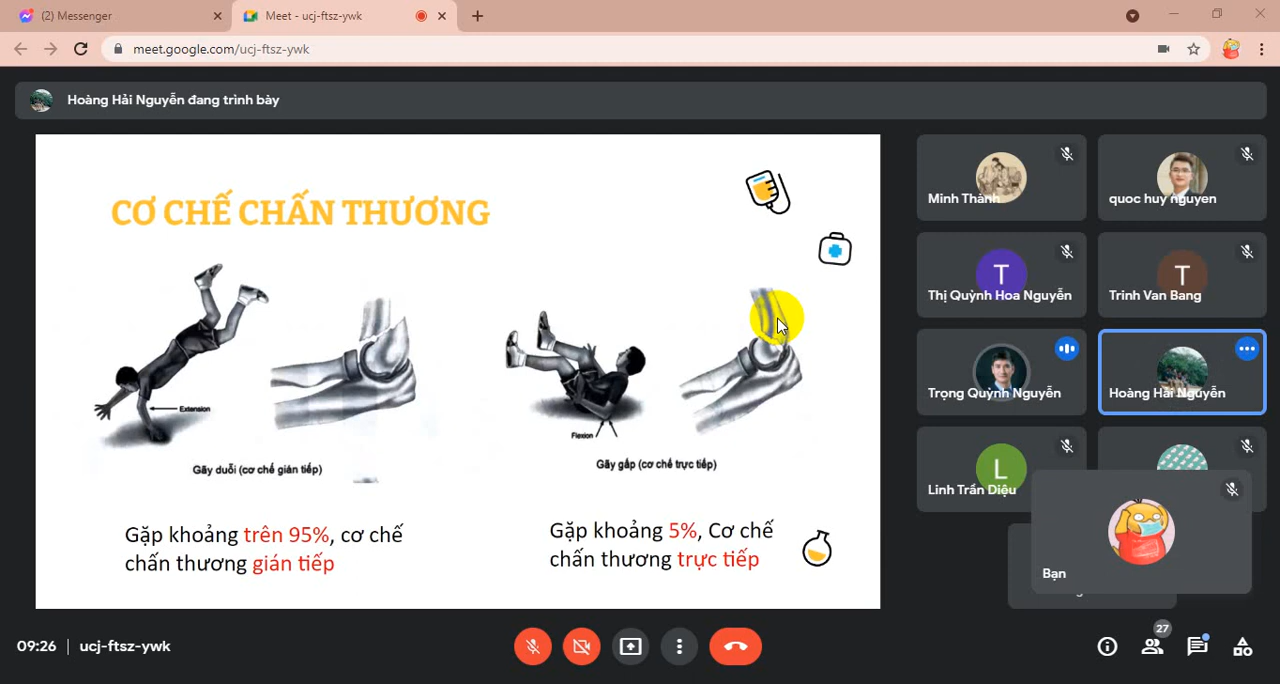 (2) Messenger
Meet - ucj-ftsz-ywk
meet.google.com/ucj-ftsz-ywk
Hoàng Hải Nguyễn đang trình bày
CƠ CHẾ CHẤN THƯƠNG
Extension
Gãy duỗi (cơ chế gián tiếp)
Flexion
Gãy gấp (cơ chế trực tiếp)
Gặp khoảng trên 95%, cơ chế
chấn thương gián tiếp
Gặp khoảng 5%, Cơ chế
chấn thương trực tiếp
Minh Thành
quoc huy nguyen
T
Thị Quỳnh Hoa Nguyễn
T
Trinh Van Bang
Trọng Quỳnh Nguyễn
Hoàng Hải Nguyễn
L
Linh Trần Diệu
Bạn
09:26 | ucj-ftsz-ywk
27